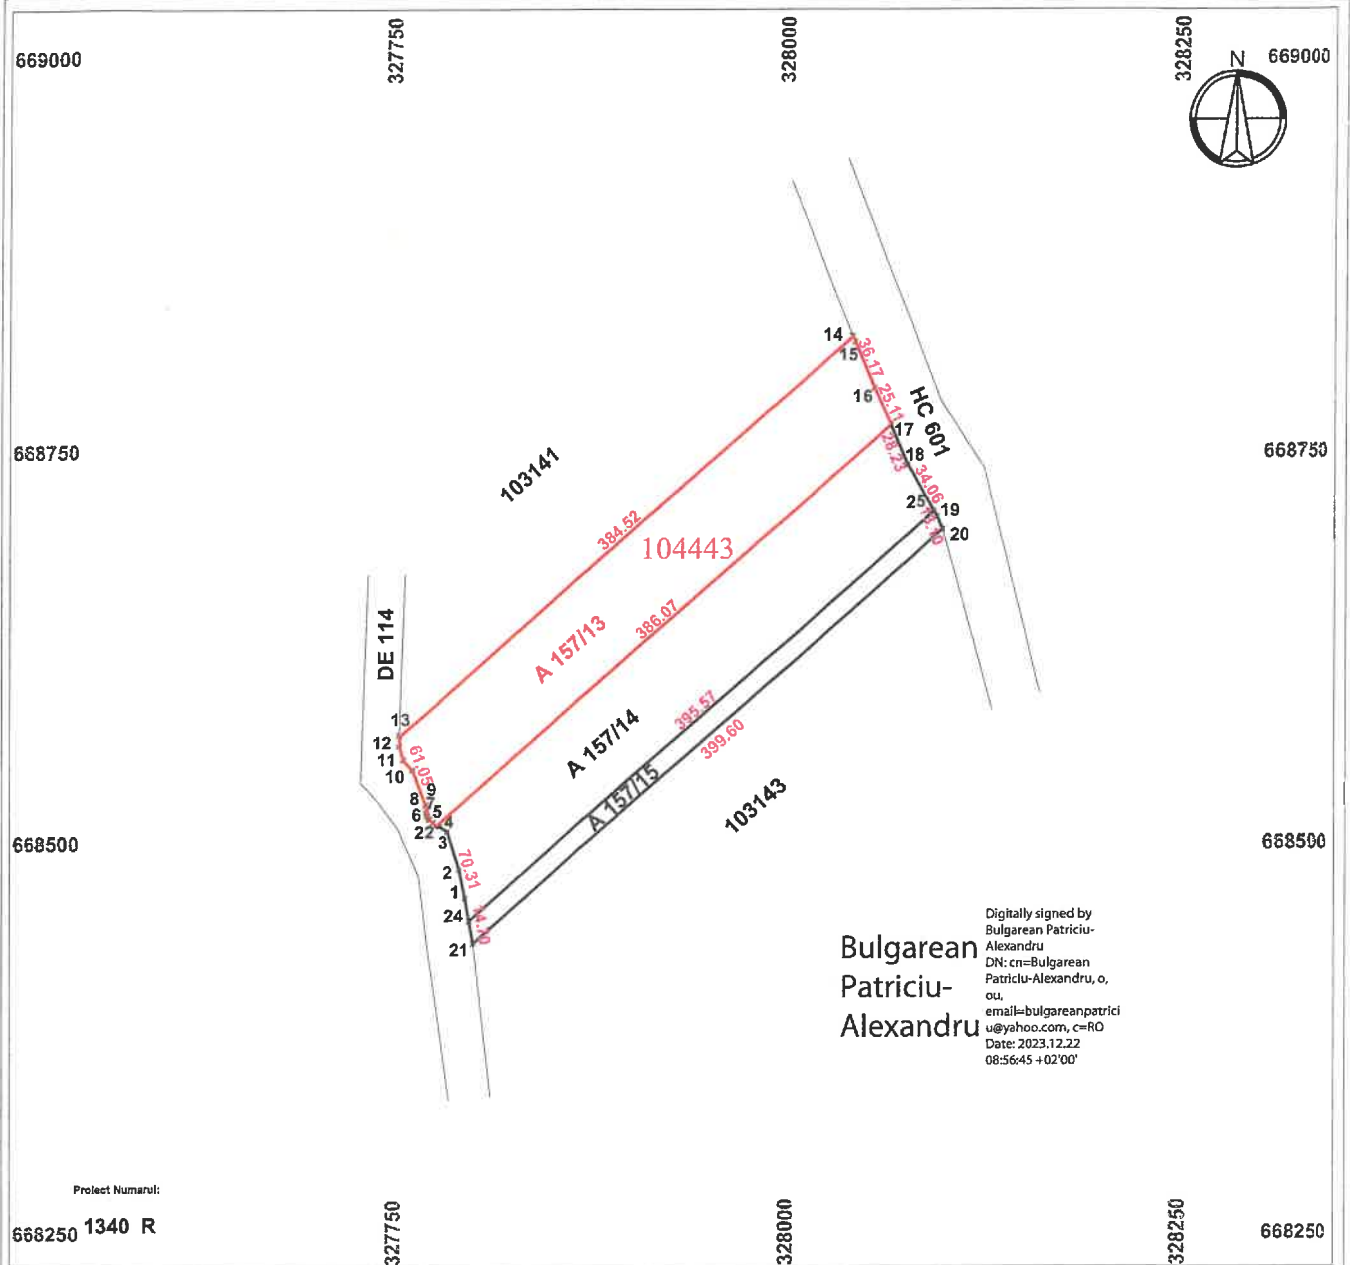 327750
328000
328250
669000
N
669000
14
15
36.17
16
25.11
HC 601
17
28.23
18
668750
668750
103141
34.06
25
19
20
384.52
104443
386.07
A 157/13
DE 114
13
12
11
61.05
10
9
8
7
6
5
4
22
3
395.57
399.60
A 157/14
A 157/15
103143
668500
668500
2
70.31
1
24
14.70
21
Bulgarean
Patriciu-
Alexandru
Digitally signed by
Bulgarean Patriciu-
Alexandru
DN: cn=Bulgarean
Patriciu-Alexandru, o,
ou,
email=bulgareanpatrici
u@yahoo.com, c=RO
Date: 2023.12.22
08:56:45 +02'00'
Proiect Numarul:
1340 R
668250
327750
328000
328250
668250